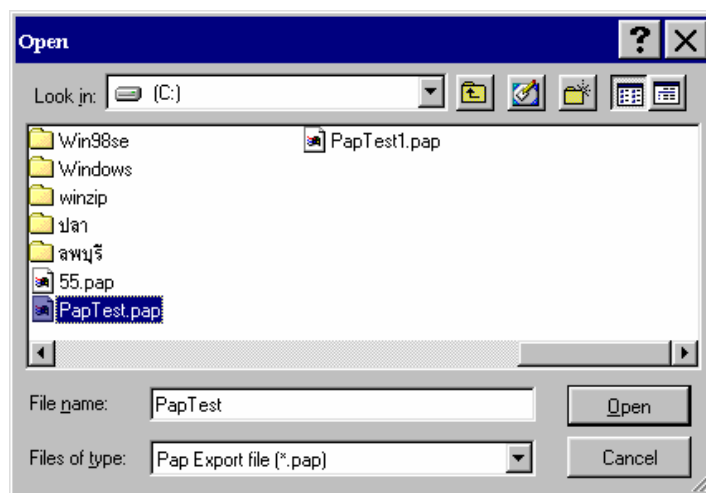 Open
Look in: (C:)
Win98se
Windows
winzip
ปลา
ลพบุรี
55.pap
PapTest.pap
PapTest1.pap
File name: PapTest Open
Files of type: Pap Export file (*.pap) Cancel